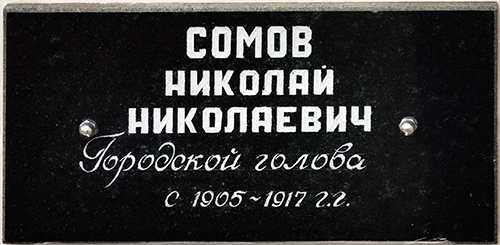 СОМОВ
НИКОЛАЙ
НИКОЛАЕВИЧ
Городской голова
с 1905~1917 г.г.